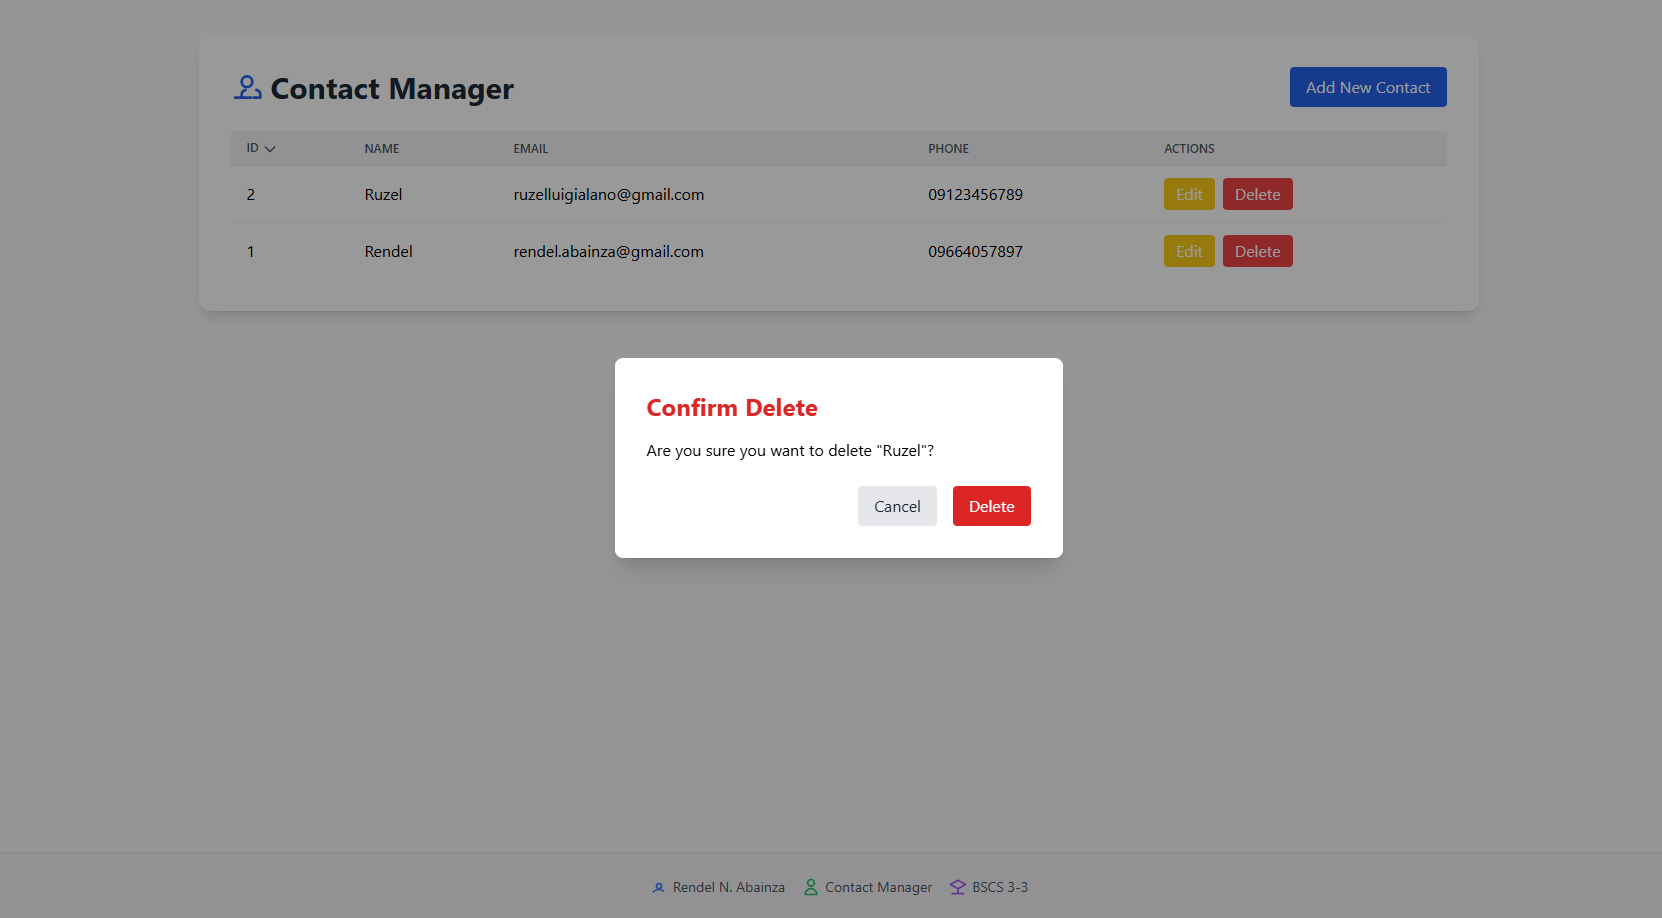 Contact Manager
Add New Contact
ID NAME EMAIL PHONE ACTIONS
2 Ruzel ruzelluigialano@gmail.com 09123456789 Edit Delete
1 Rendel rendel.abainza@gmail.com 09664057897 Edit Delete
Confirm Delete
Are you sure you want to delete "Ruzel"?
Cancel Delete
Rendel N. Abainza Contact Manager BSCS 3-3